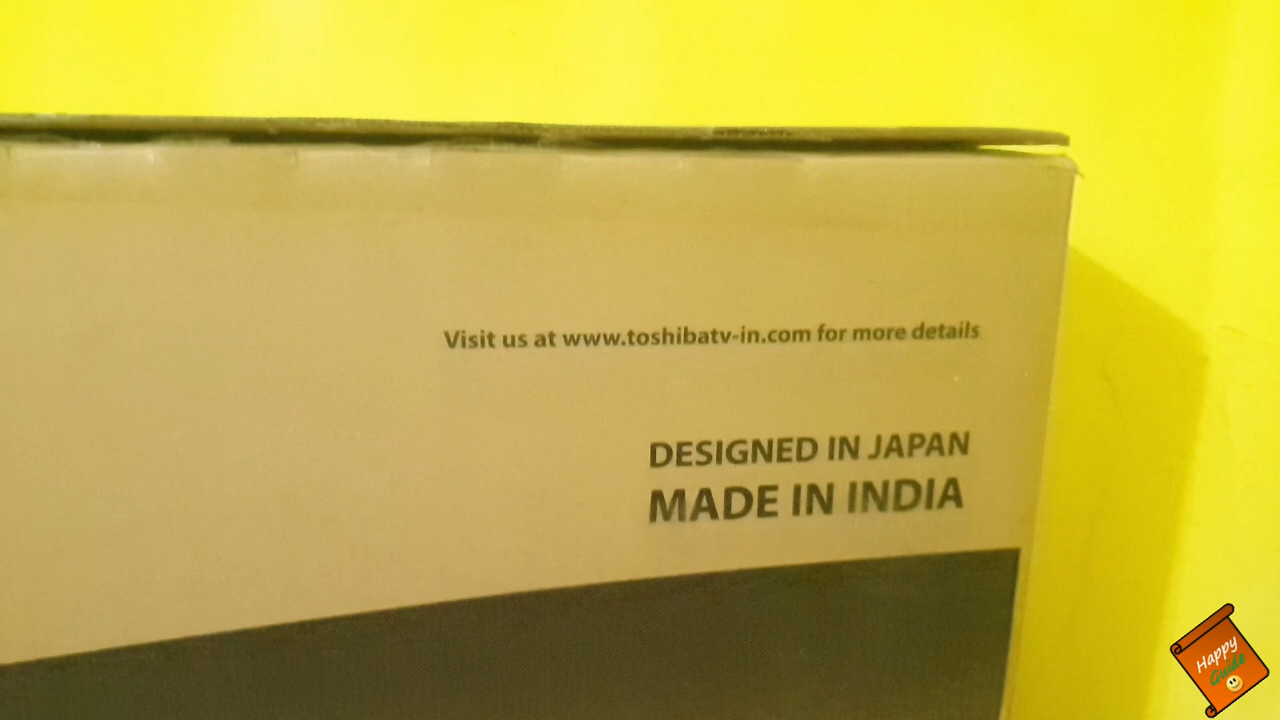 Visit us at www.toshibatv-in.com for more details
DESIGNED IN JAPAN
MADE IN INDIA
Happy
Guide